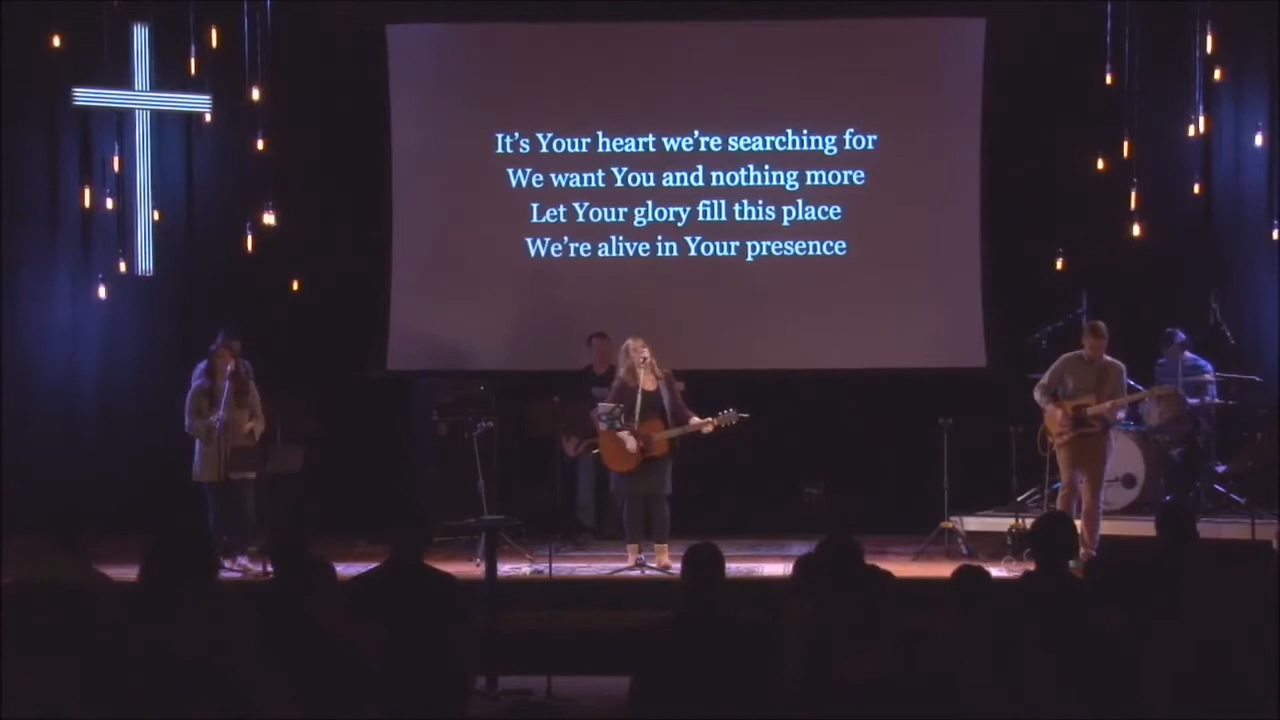 It’s Your heart we’re searching for
We want You and nothing more
Let Your glory fill this place
We’re alive in Your presence